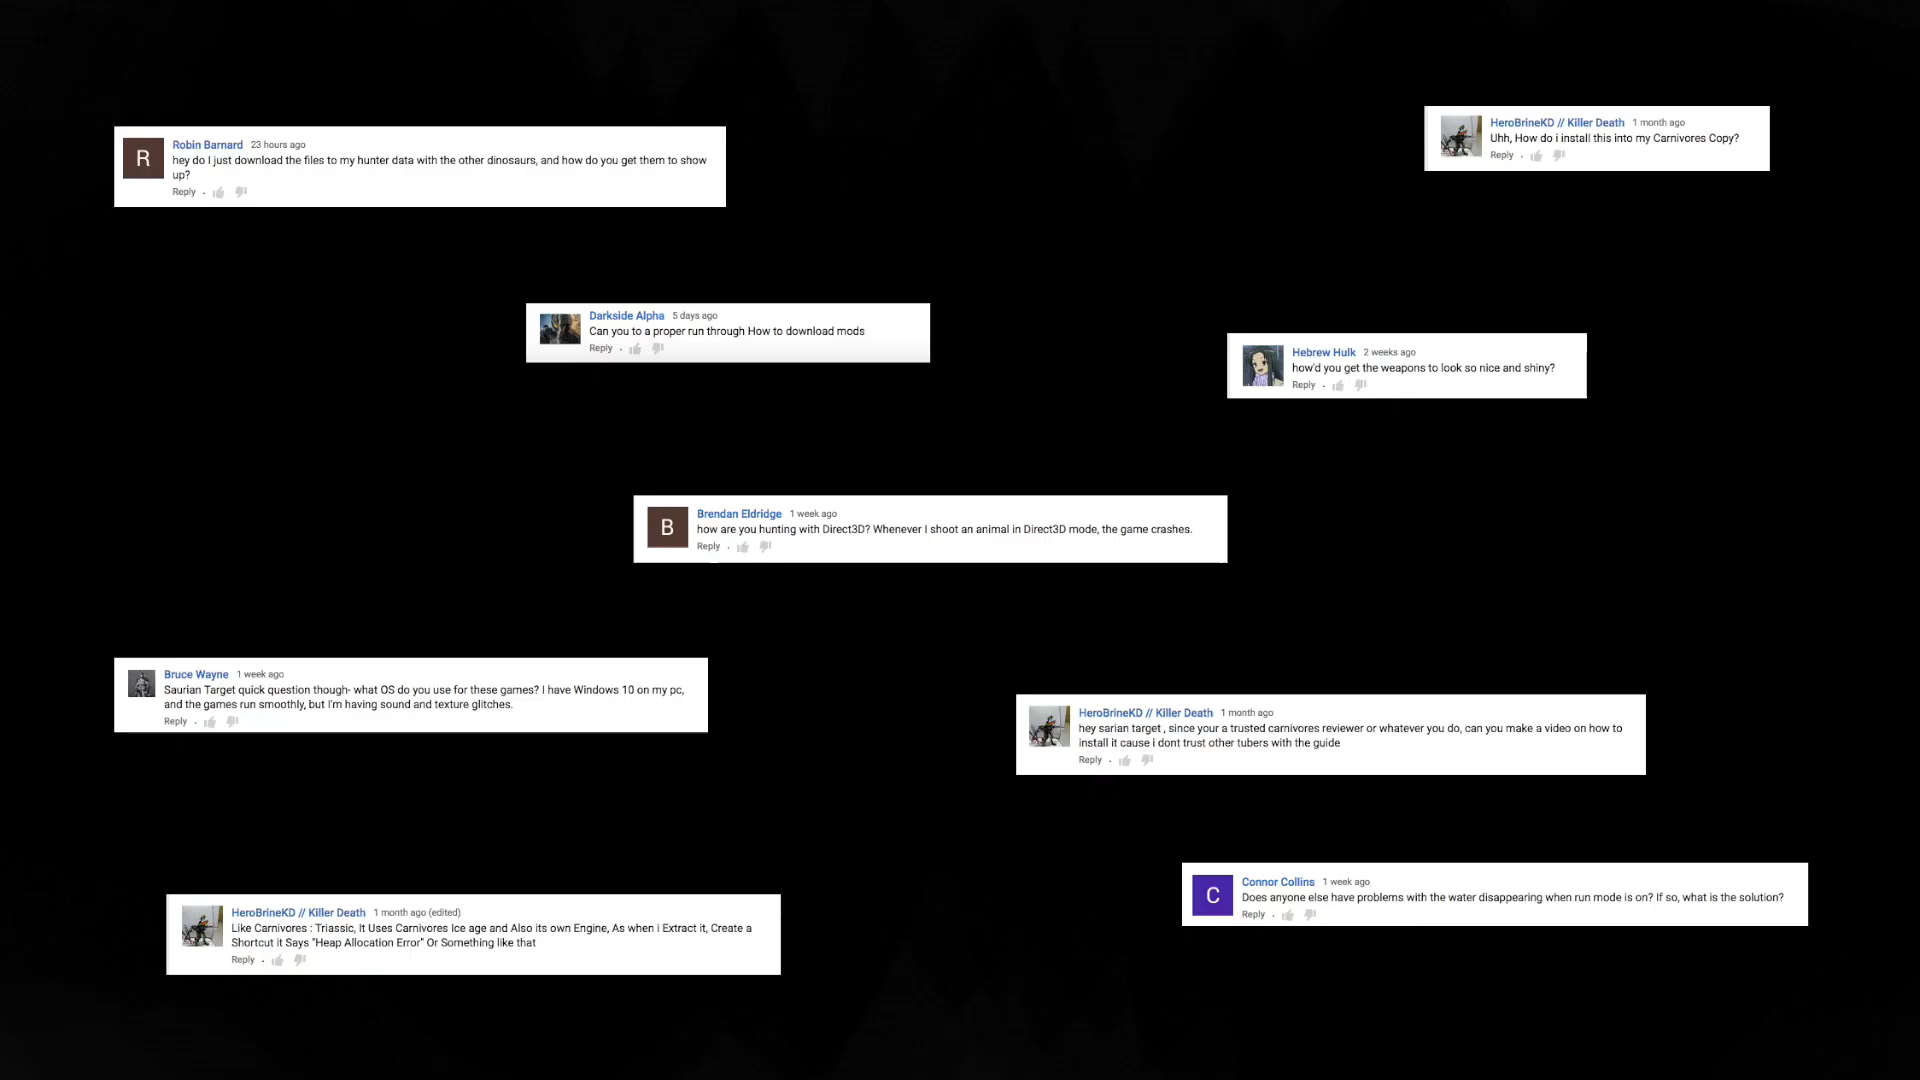 HeroBrineKD // Killer Death 1 month ago
Uhh, How do i install this into my Carnivores Copy?
Reply
R
Robin Barnard 23 hours ago
hey do I just download the files to my hunter data with the other dinosaurs, and how do you get them to show
up?
Reply
Darkside Alpha 5 days ago
Can you to a proper run through How to download mods
Reply
Hebrew Hulk 2 weeks ago
how'd you get the weapons to look so nice and shiny?
Reply
B
Brendan Eldridge 1 week ago
how are you hunting with Direct3D? Whenever I shoot an animal in Direct3D mode, the game crashes.
Reply
Bruce Wayne 1 week ago
Saurian Target quick question though- what OS do you use for these games? I have Windows 10 on my pc,
and the games run smoothly, but I'm having sound and texture glitches.
Reply
HeroBrineKD // Killer Death 1 month ago
hey sarian target , since your a trusted carnivores reviewer or whatever you do, can you make a video on how to
install it cause i dont trust other tubers with the guide
Reply
C
Connor Collins 1 week ago
Does anyone else have problems with the water disappearing when run mode is on? If so, what is the solution?
Reply
HeroBrineKD // Killer Death 1 month ago (edited)
Like Carnivores : Triassic, It Uses Carnivores Ice age and Also its own Engine, As when i Extract it, Create a
Shortcut it Says "Heap Allocation Error" Or Something like that
Reply